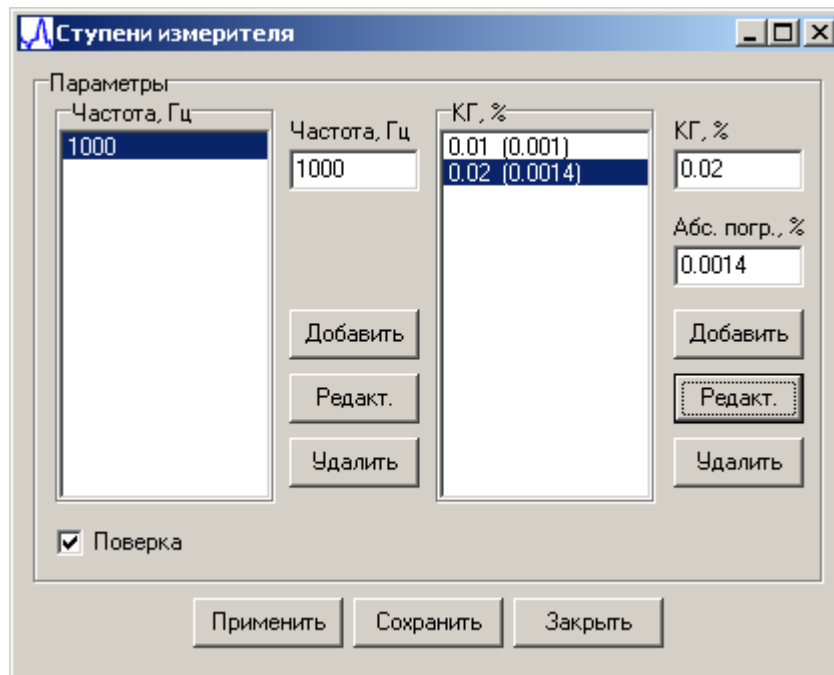 Ступени измерителя
Параметры
Частота, Гц
1000
Частота, Гц
1000
Добавить
Редакт.
Удалить
КГ, %
0.01 (0.001)
0.02 (0.0014)
КГ, %
0.02
Абс. погр., %
0.0014
Добавить
Редакт.
Удалить
Поверка
Применить
Сохранить
Закрыть